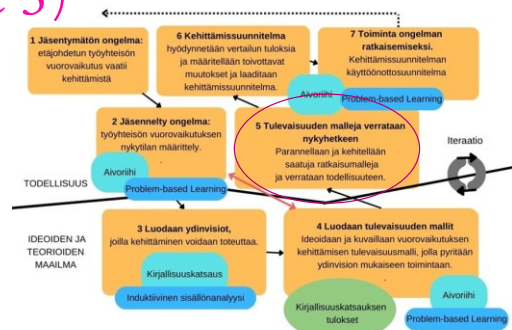 1 Jäsentymätön ongelma:
etäjohdetun työyhteisön
vuorovaikutus vaatii
kehittämistä
6 Kehittämissuunnitelma
hyödynnetään vertailun tuloksia
ja määritellään toivottavat
muutokset ja laaditaan
kehittämissuunnitelma.
7 Toiminta ongelman
ratkaisemiseksi.
Kehittämissuunnitelman
käyttöönottosuunnitelma
Aivoriihi
Problem-based Learning
2 Jäsennelty ongelma:
työyhteisön vuorovaikutuksen
nykytilan määrittely.
.
Aivoriihi
Problem-based Learning
5 Tulevaisuuden malleja verrataan
nykyhetkeen
Parannellaan ja kehitellään
saatuja ratkaisumalleja
ja verrataan todellisuuteen.
Iteraatio
TODELLISUUS
IDEOIDEN JA
TEORIOIDEN
MAAILMA
3 Luodaan ydinvisiot,
joilla kehittäminen voidaan toteuttaa.
Kirjallisuuskatsaus
Induktiivinen sisällönanalyysi
4 Luodaan tulevaisuuden mallit
Ideoidaan ja kuvaillaan vuorovaikutuksen
kehittämisen tulevaisuusmalli, jolla pyritään
ydinvision mukaiseen toimintaan.
.
Kirjallisuuskatsauksen
tulokset
Aivoriihi
Problem-based Learning